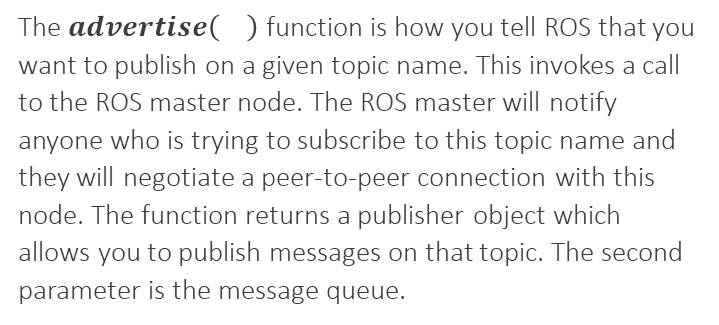 The advertise( ) function is how you tell ROS that you
want to publish on a given topic name. This invokes a call
to the ROS master node. The ROS master will notify
anyone who is trying to subscribe to this topic name and
they will negotiate a peer-to-peer connection with this
node. The function returns a publisher object which
allows you to publish messages on that topic. The second
parameter is the message queue.